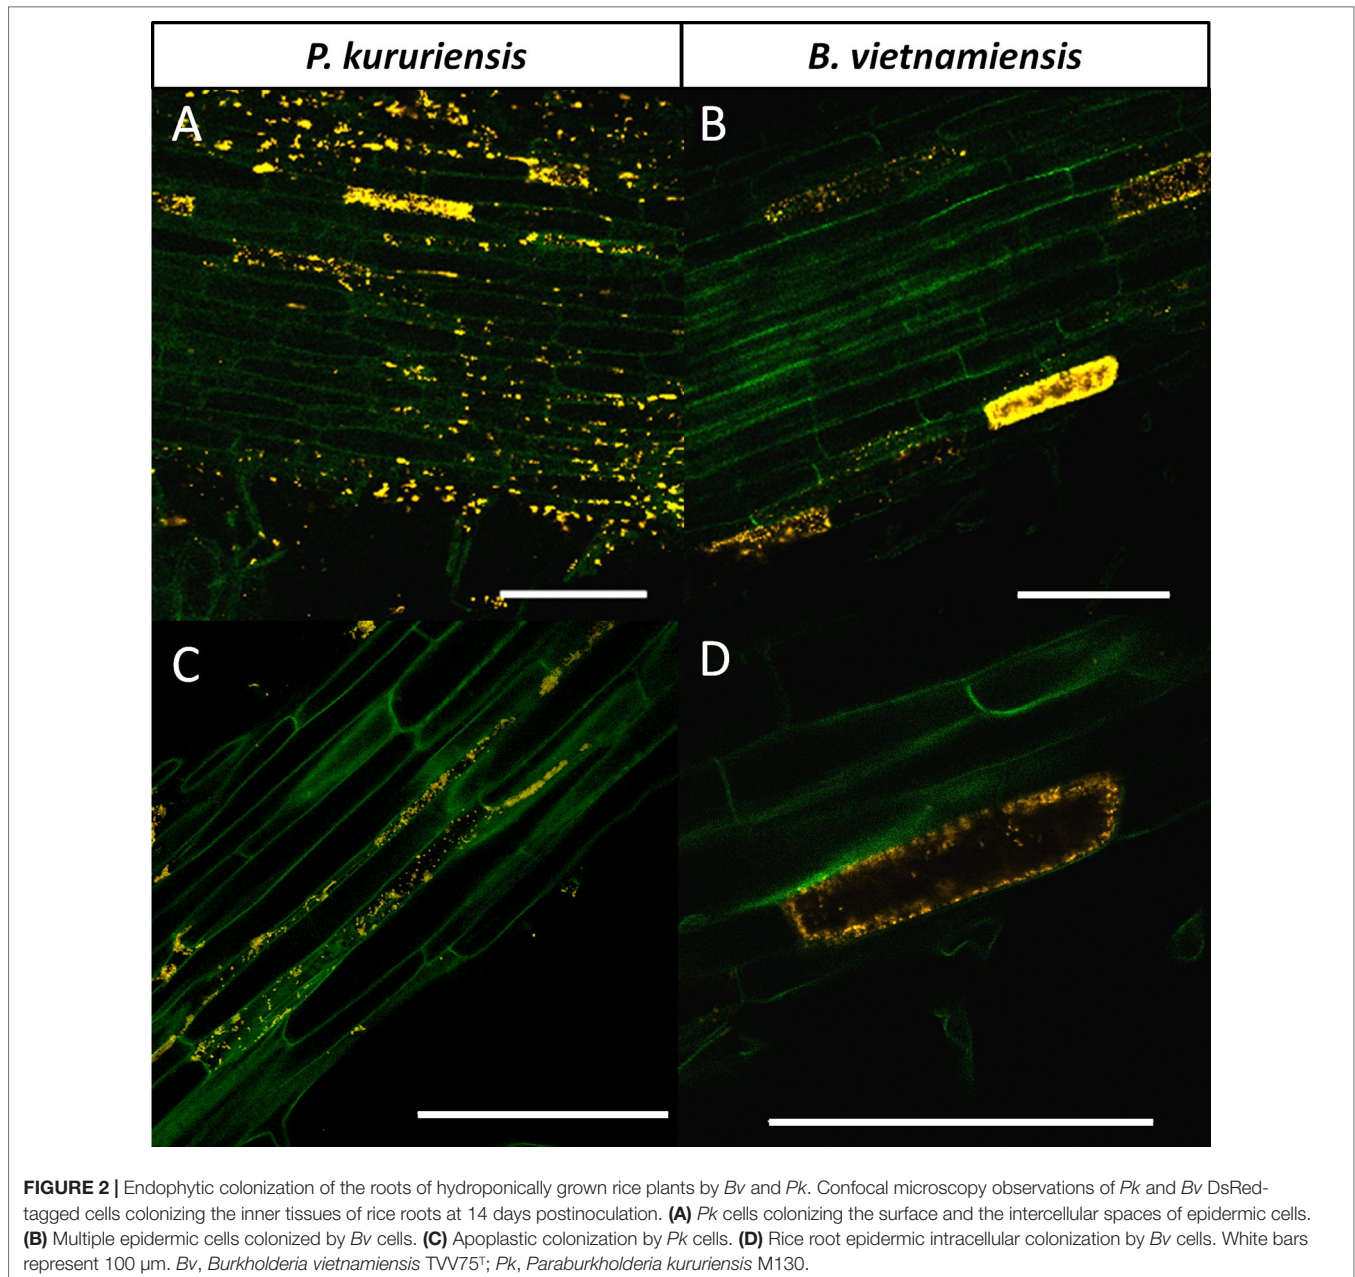 P. kururiensis
B. vietnamiensis
A
B
C
D
FIGURE 2 | Endophytic colonization of the roots of hydroponically grown rice plants by Bv and Pk. Confocal microscopy observations of Pk and Bv DsRed-
tagged cells colonizing the inner tissues of rice roots at 14 days postinoculation. (A) Pk cells colonizing the surface and the intercellular spaces of epidermic cells.
(B) Multiple epidermic cells colonized by Bv cells. (C) Apoplastic colonization by Pk cells. (D) Rice root epidermic intracellular colonization by Bv cells. White bars
represent 100 µm. Bv, Burkholderia vietnamiensis TVV75ᵀ; Pk, Paraburkholderia kururiensis M130.